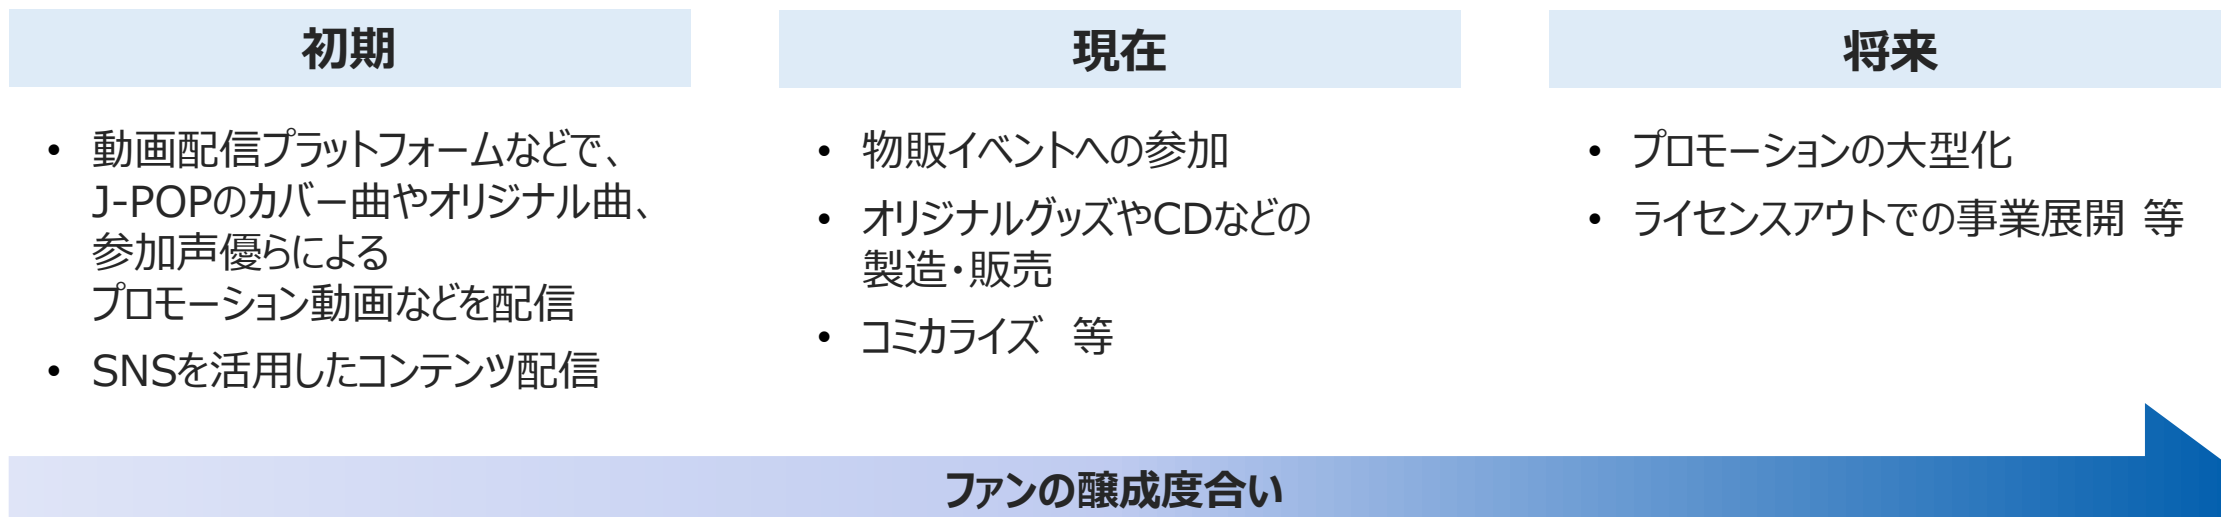 初期
• 動画配信プラットフォームなどで、
J-POPのカバー曲やオリジナル曲、
参加声優らによる
プロモーション動画などを配信
• SNSを活用したコンテンツ配信
現在
• 物販イベントへの参加
• オリジナルグッズやCDなどの
製造・販売
• コミカライズ　等
将来
• プロモーションの大型化
• ライセンスアウトでの事業展開 等
ファンの醸成度合い